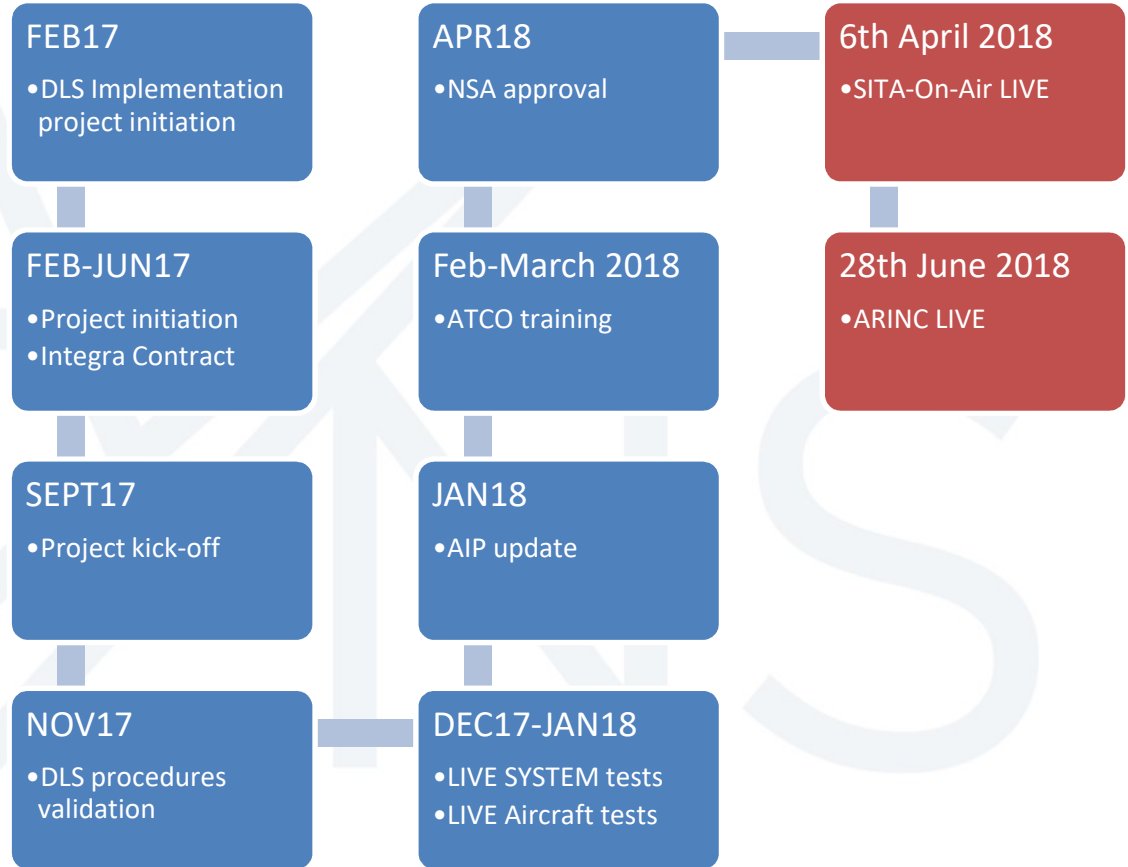 FEB17
•DLS Implementation
project initiation
FEB-JUN17
•Project initiation
•Integra Contract
SEPT17
•Project kick-off
NOV17
•DLS procedures
validation
DEC17-JAN18
•LIVE SYSTEM tests
•LIVE Aircraft tests
JAN18
•AIP update
Feb-March 2018
•ATCO training
APR18
•NSA approval
6th April 2018
•SITA-On-Air LIVE
28th June 2018
•ARINC LIVE